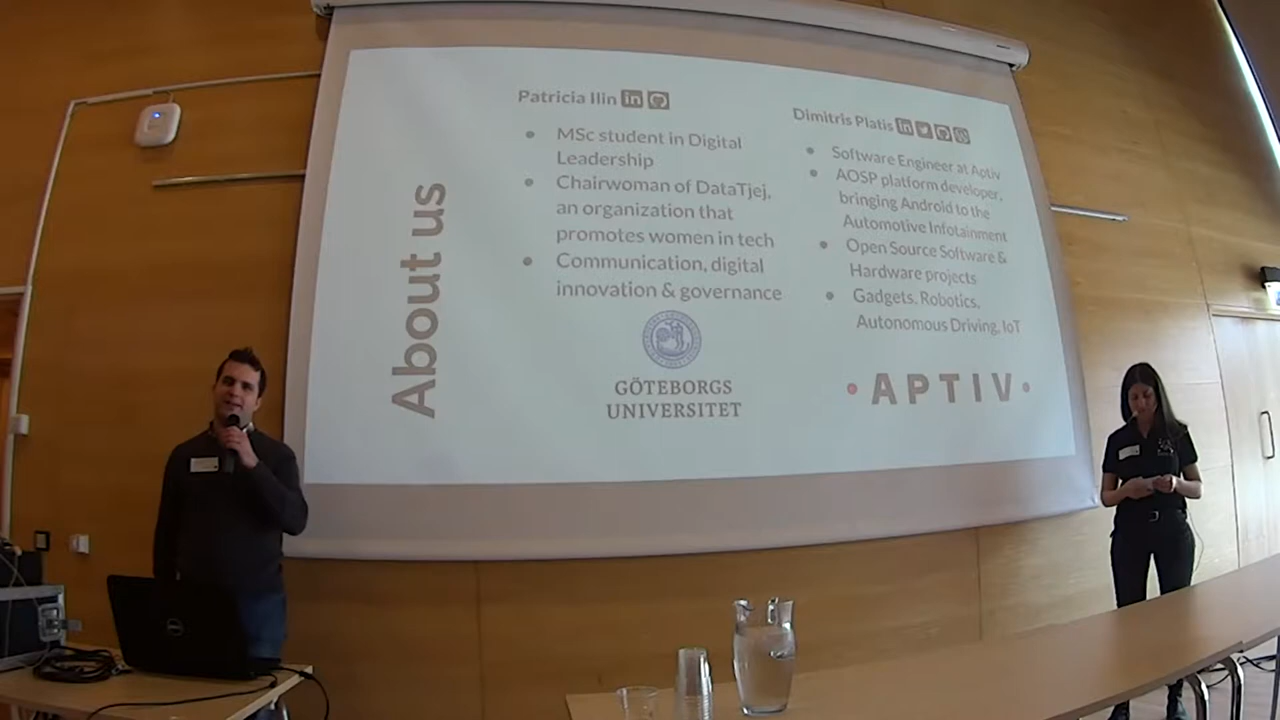 About us
Patricia Ilin
MSc student in Digital
Leadership
Chairwoman of DataTjej,
an organization that
promotes women in tech
Communication, digital
innovation & governance
GÖTEBORGS
UNIVERSITET
Dimitris Platis
Software Engineer at Aptiv
AOSP platform developer,
bringing Android to the
Automotive Infotainment
Open Source Software &
Hardware projects
Gadgets, Robotics,
Autonomous Driving, IoT
• APTIV •
DELL